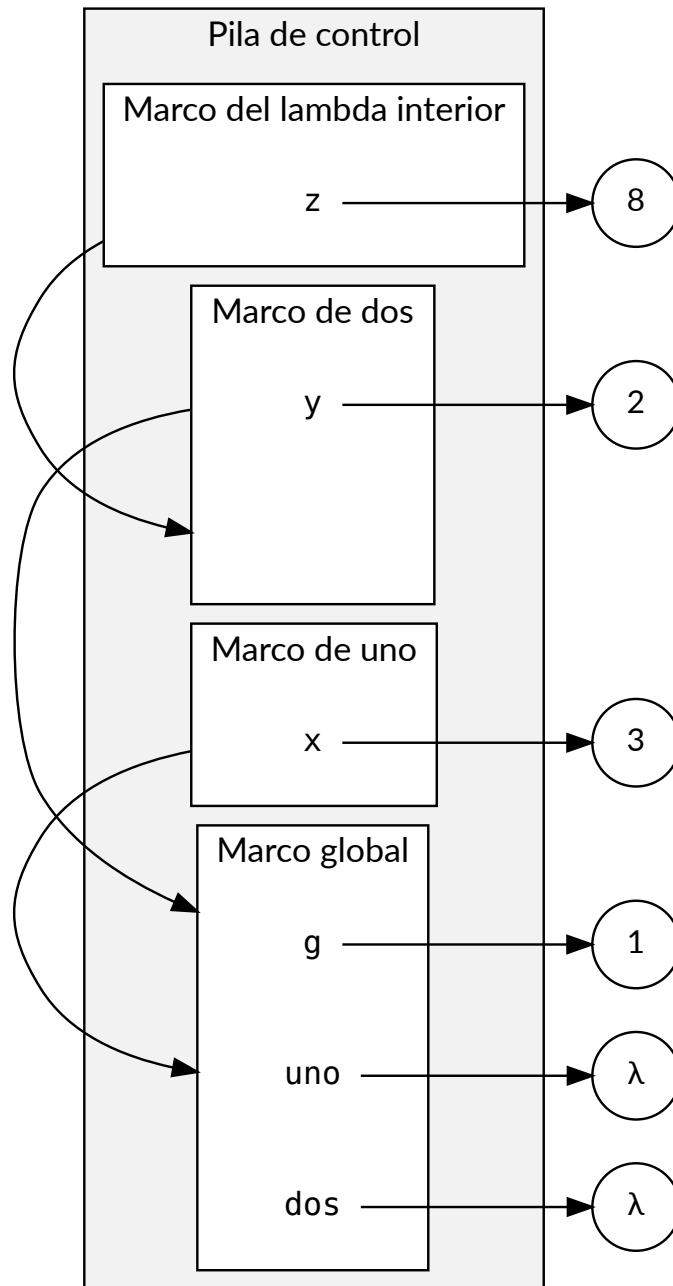 Pila de control
Marco del lambda interior
z 8
Marco de dos
y 2
Marco de uno
x 3
Marco global
g 1
uno λ
dos λ